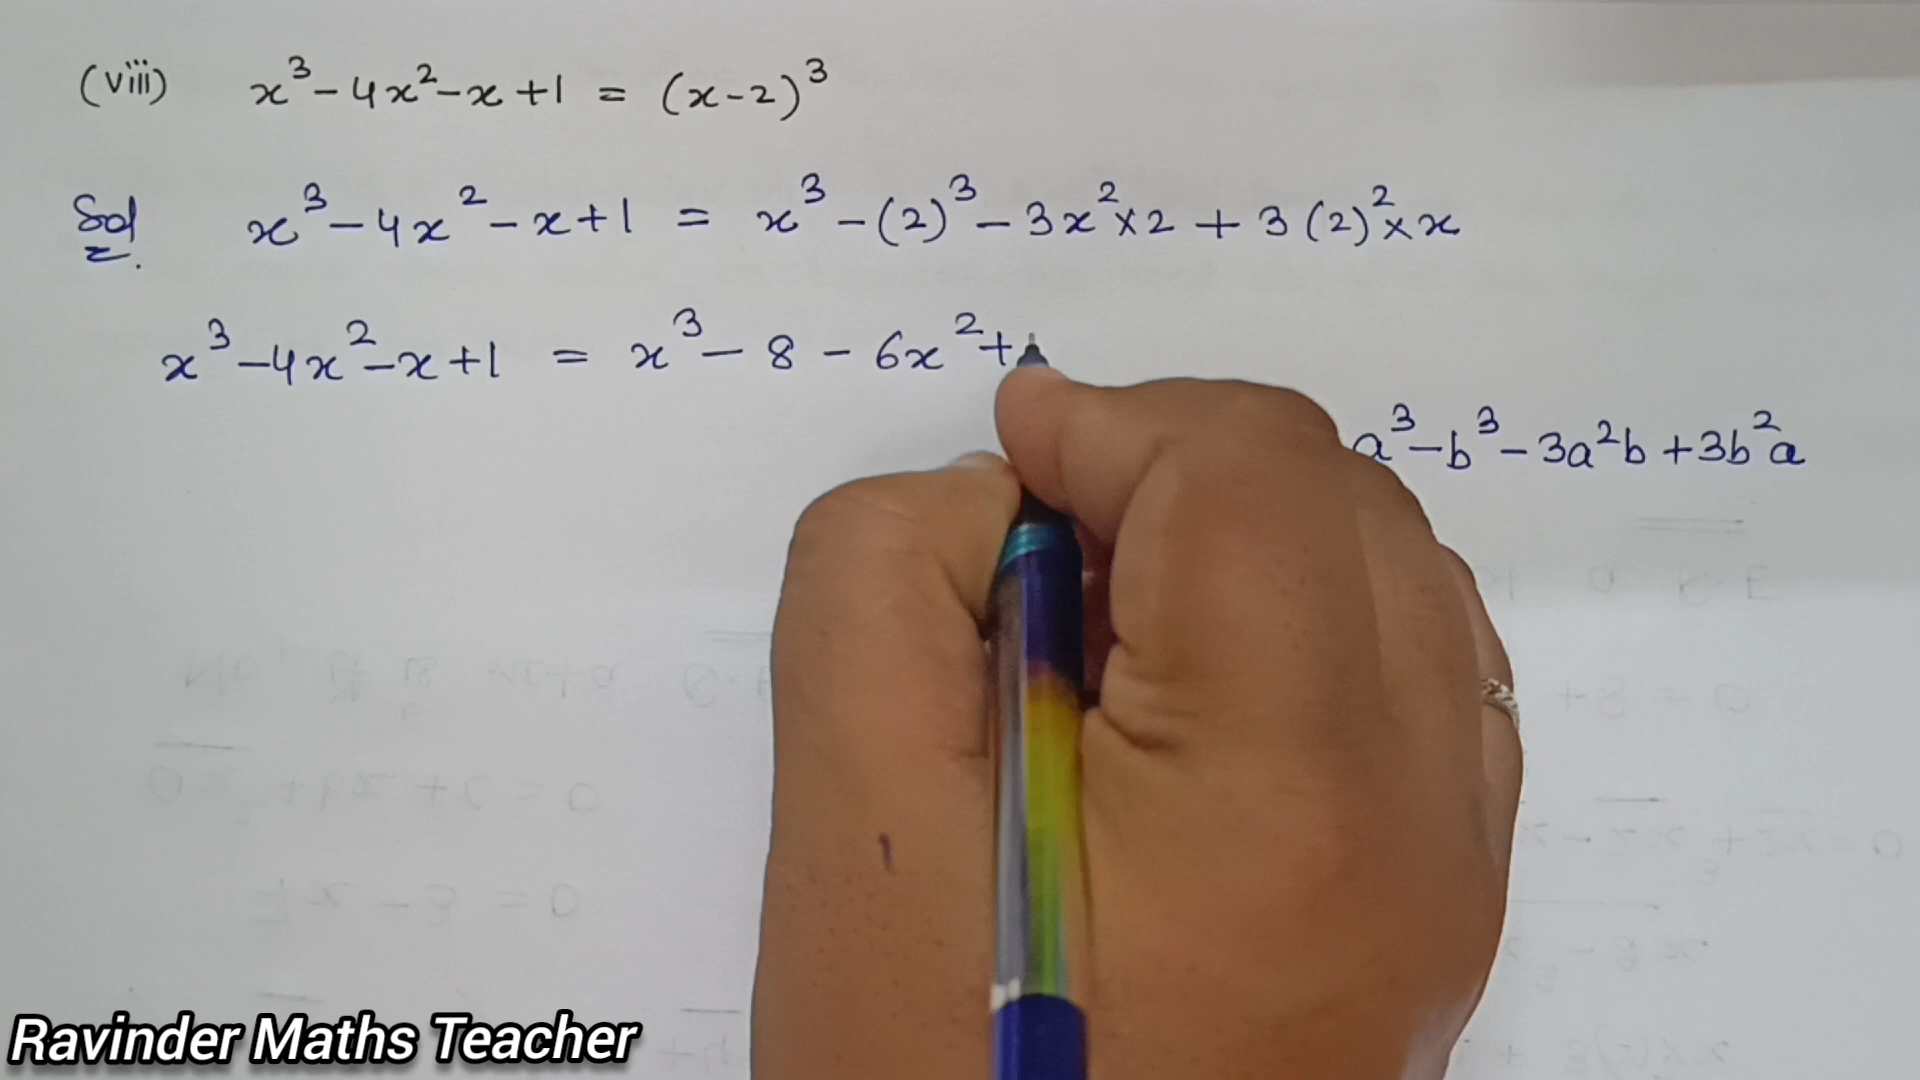 (viii) x³ - 4x² - x + 1 = (x - 2)³
Sol. x³ - 4x² - x + 1 = x³ - (2)³ - 3x² × 2 + 3(2)² × x
x³ - 4x² - x + 1 = x³ - 8 - 6x² +
a³ - b³ - 3a²b + 3b²a
Ravinder Maths Teacher